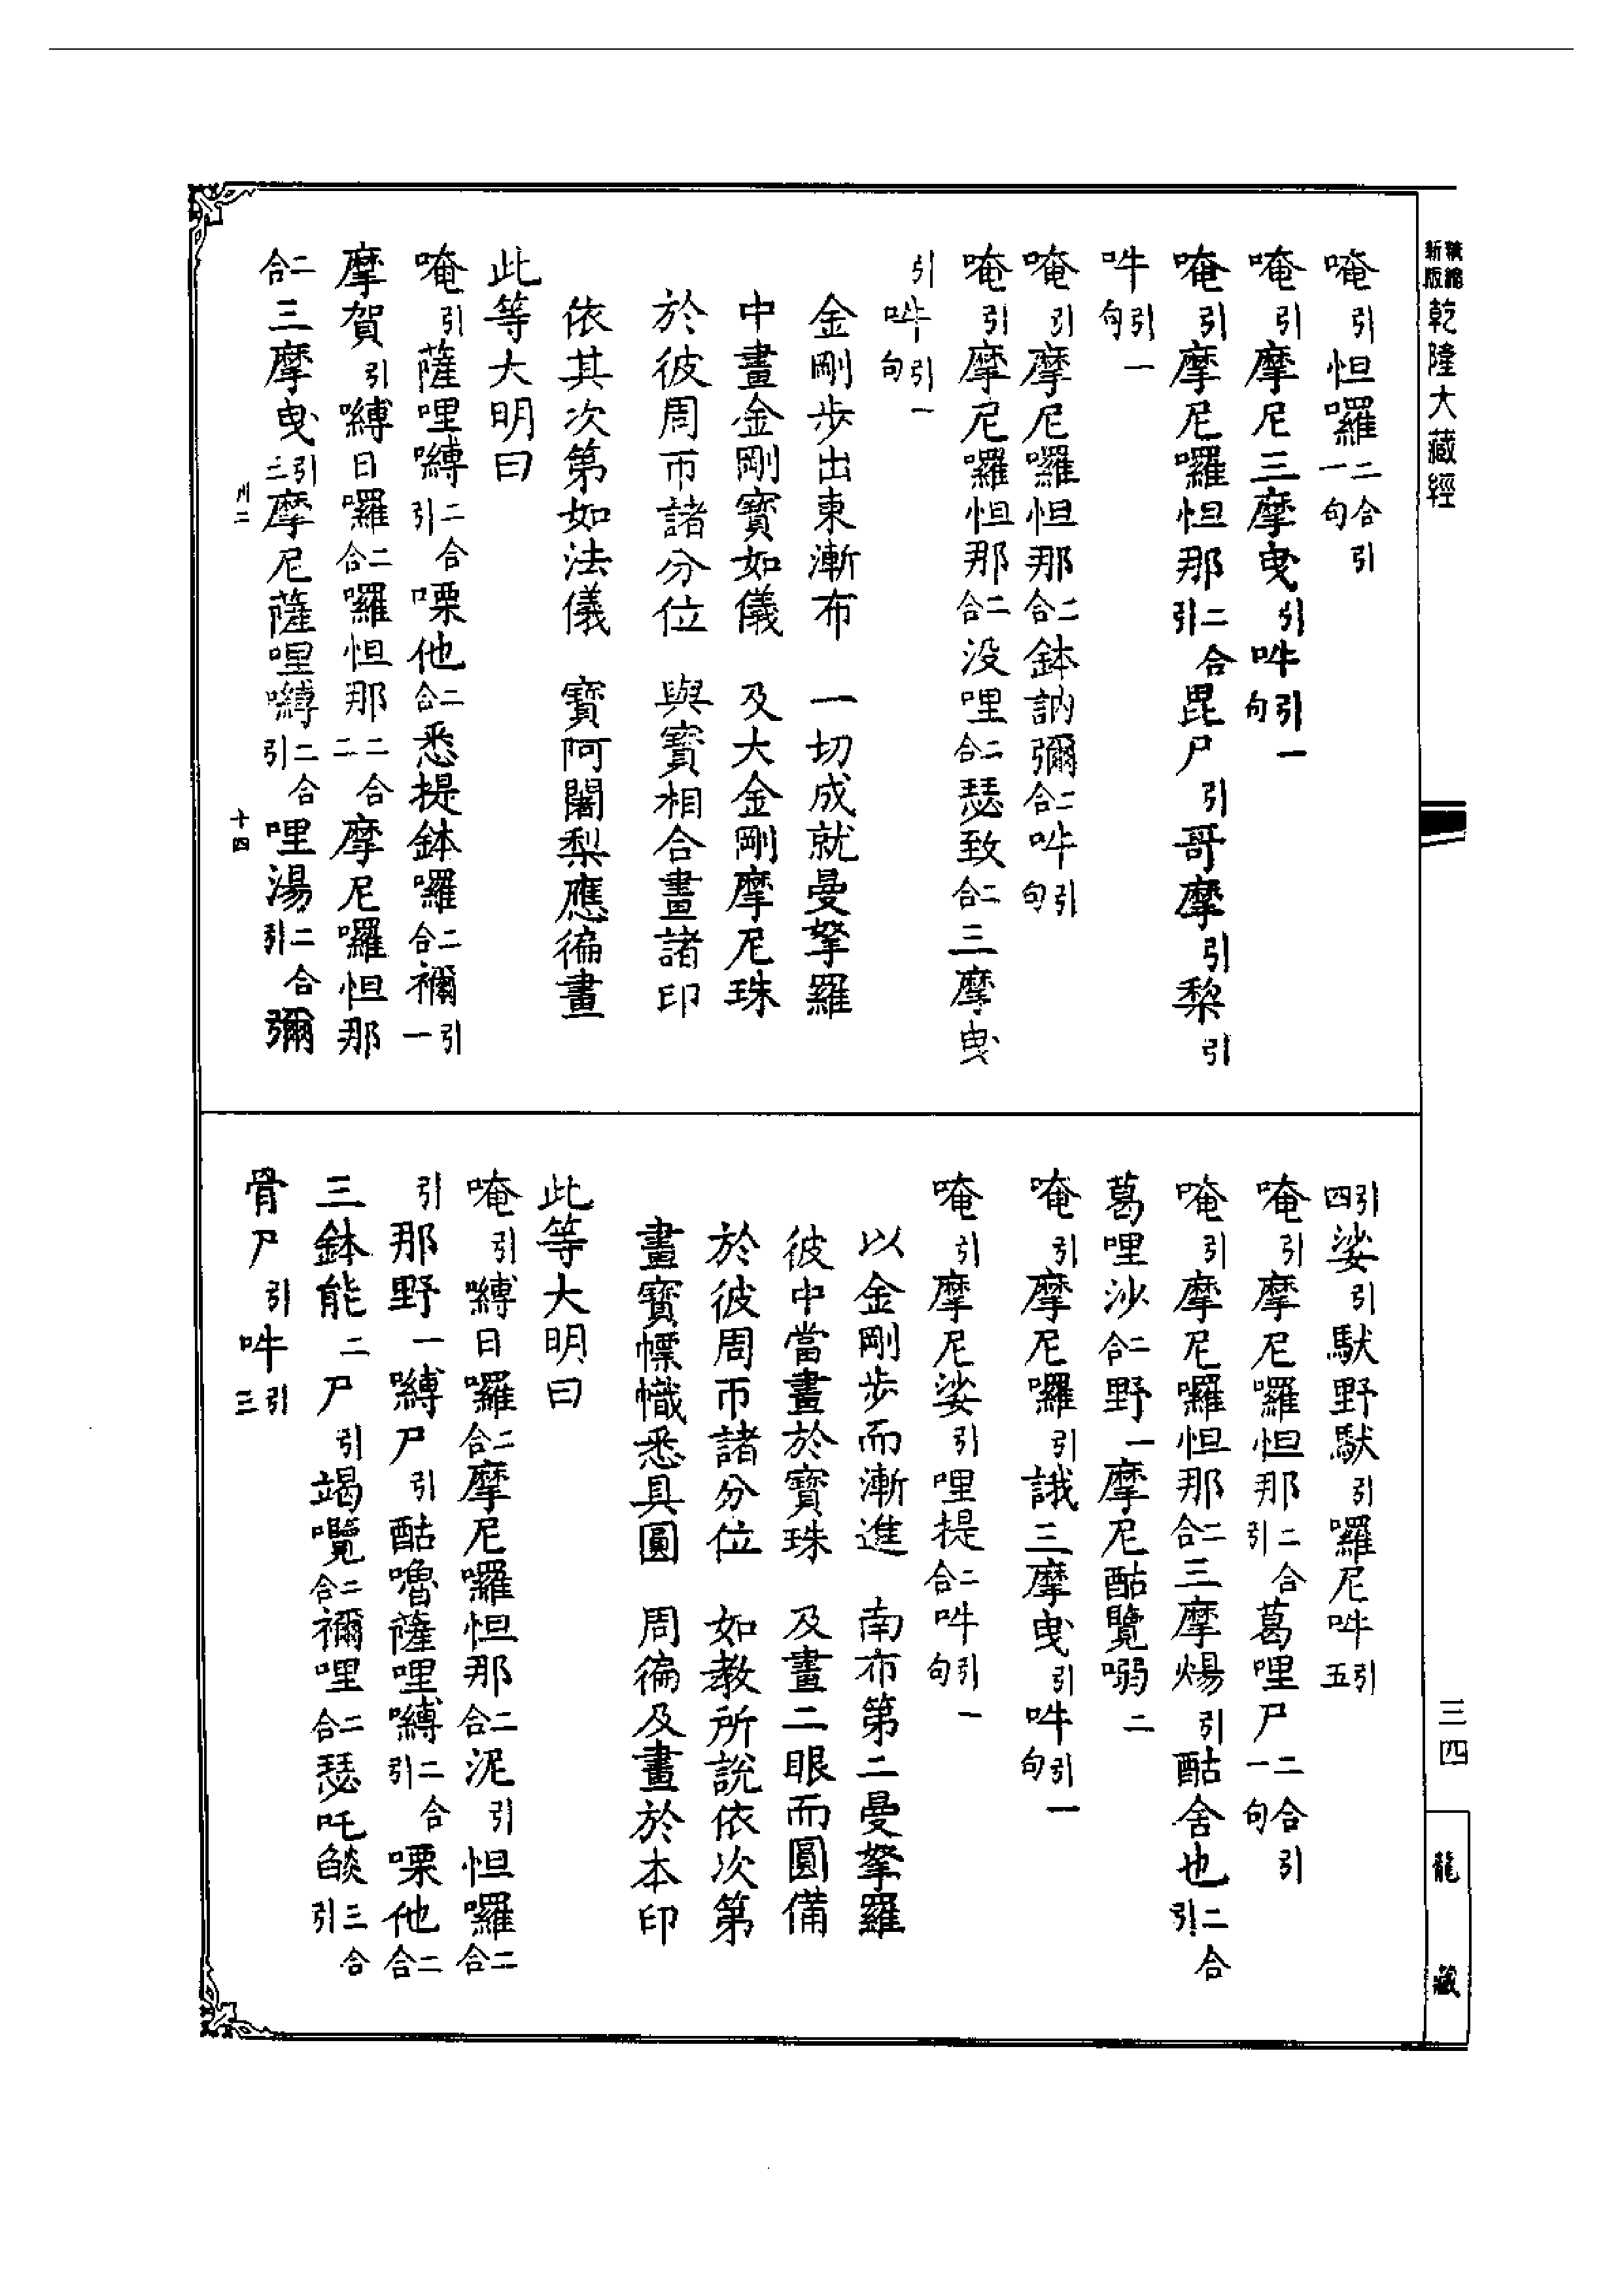 新版
精縮
乾隆大藏經
三四
龍藏
唵引怛囉二合引一句
唵引摩尼三摩曳引吽引一句
唵引摩尼囉怛那二合引毘尸引哥摩引黎引
吽引一句
唵引摩尼囉怛那二合鉢訥彌二合吽引句
唵引摩尼囉怛那二合没哩二合瑟致二合三摩曳
引吽引一句
金剛步出東漸布　一切成就曼拏羅
中畫金剛寶如儀　及大金剛摩尼珠
於彼周帀諸分位　與寶相合畫諸印
依其次第如法儀　寶阿闍梨應徧畫
此等大明曰
唵引薩哩嚩二合引㗚他二合悉提鉢囉二合禰引一
摩賀引嚩日囉二合囉怛那二合二摩尼囉怛那
二合三摩曳引三摩尼薩哩嚩二合引哩湯二合引彌
川二
十四
引四娑引馱野馱引囉尼吽引五
唵引摩尼囉怛那二合引葛哩尸二合引一句引
唵引摩尼囉怛那二合三摩煬引酤舍也二合引
葛哩沙二合野一摩尼酤覽嗍二
唵引摩尼囉引誐三摩曳引吽引一句
唵引摩尼娑引哩提二合吽引一句
以金剛步而漸進　南布第二曼拏羅
彼中當畫於寶珠　及畫二眼而圓備
於彼周帀諸分位　如教所說依次第
畫寶幖幟悉具圓　周徧及畫於本印
此等大明曰
唵引嚩日囉二合摩尼囉怛那二合泥引怛囉二合
引那野一嚩尸引酤嚕薩哩嚩二合引㗚他二合
三鉢能二尸引竭囕二合禰哩二合瑟吒䤢三合引
骨尸引吽引三